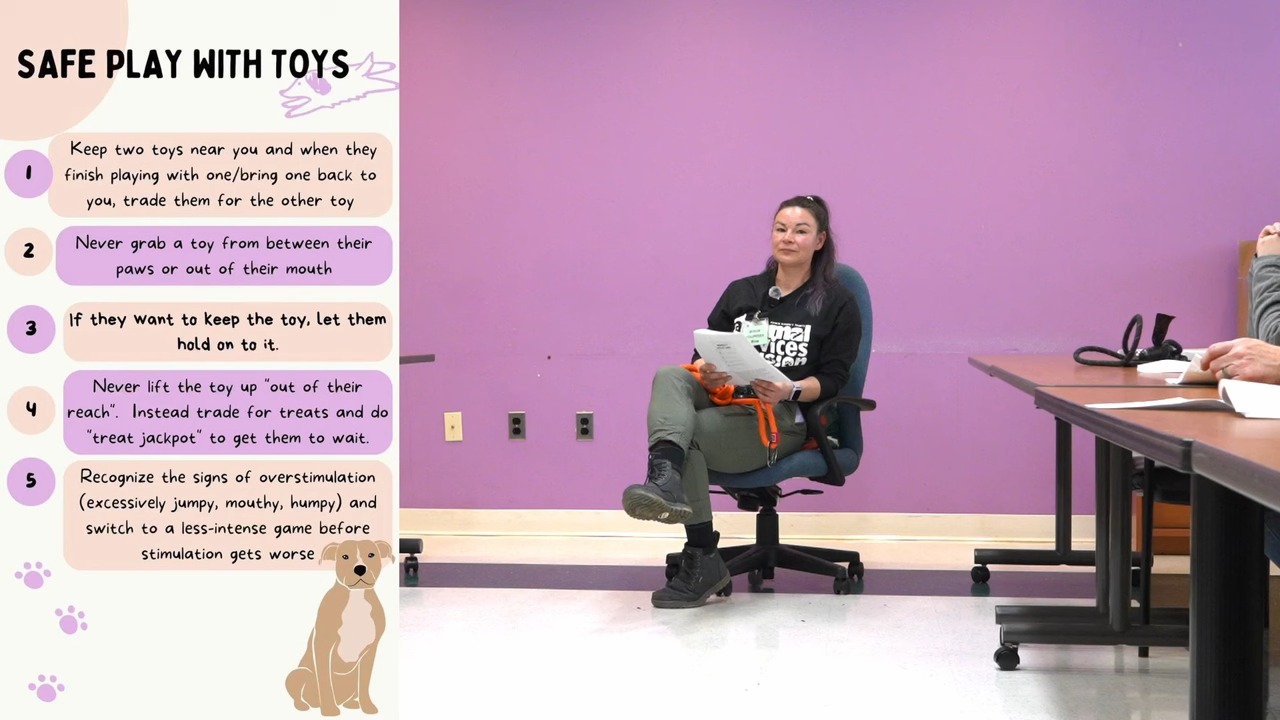 SAFE PLAY WITH TOYS
1
Keep two toys near you and when they
finish playing with one/bring one back to
you, trade them for the other toy
2
Never grab a toy from between their
paws or out of their mouth
3
If they want to keep the toy, let them
hold on to it.
4
Never lift the toy up "out of their
reach". Instead trade for treats and do
"treat jackpot" to get them to wait.
5
Recognize the signs of overstimulation
(excessively jumpy, mouthy, humpy) and
switch to a less-intense game before
stimulation gets worse